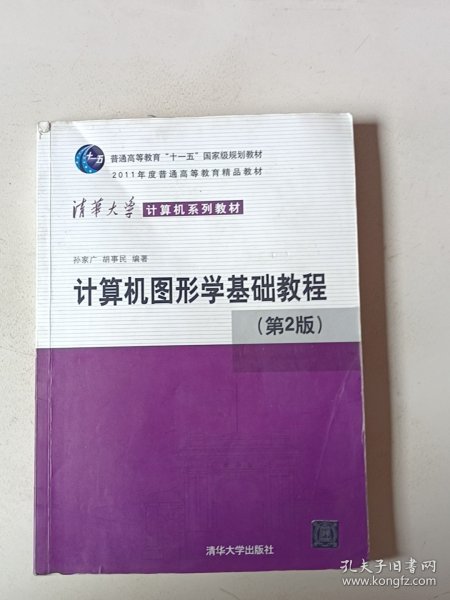 十一五
普通高等教育“十一五”国家级规划教材
2011年度普通高等教育精品教材
清华大学 计算机系列教材
孙家广 胡事民 编著
计算机图形学基础教程
（第2版）
清华大学出版社
孔夫子旧书网
www.kongfz.com